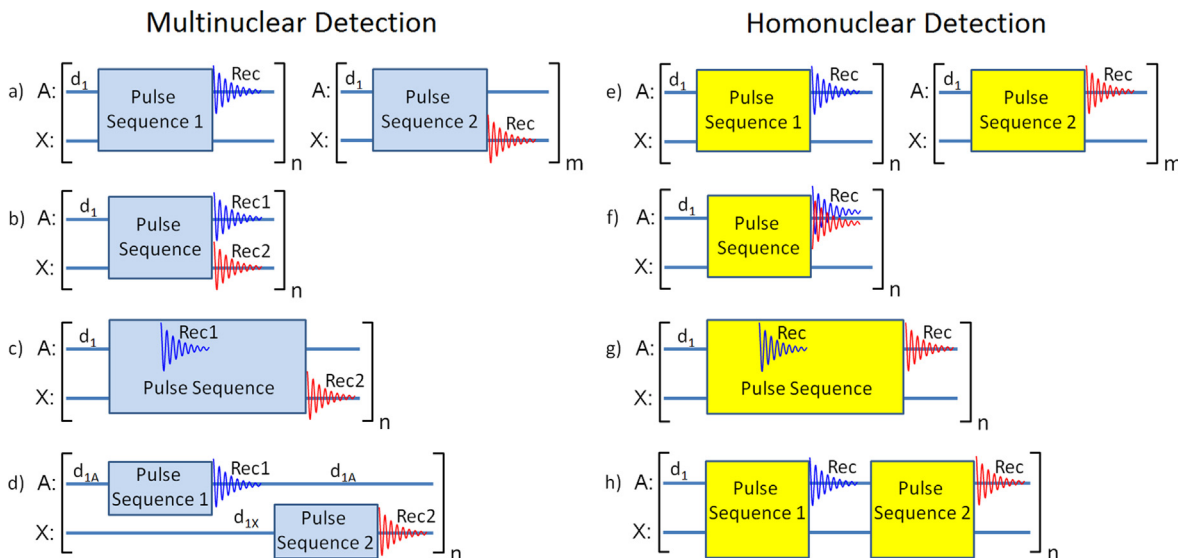 Multinuclear Detection
a) A: d1 Pulse Sequence 1 Rec X: n A: d1 Pulse Sequence 2 X: Rec m
b) A: d1 Pulse Sequence Rec1 X: Rec2 n
c) A: d1 Rec1 X: Pulse Sequence Rec2 n
d) A: d1A Pulse Sequence 1 Rec1 d1A X: d1X Pulse Sequence 2 Rec2 n
Homonuclear Detection
e) A: d1 Pulse Sequence 1 Rec X: n A: d1 Pulse Sequence 2 Rec X: m
f) A: d1 Pulse Sequence Rec X: n
g) A: d1 Rec Rec X: Pulse Sequence n
h) A: d1 Pulse Sequence 1 Rec Pulse Sequence 2 Rec X: n